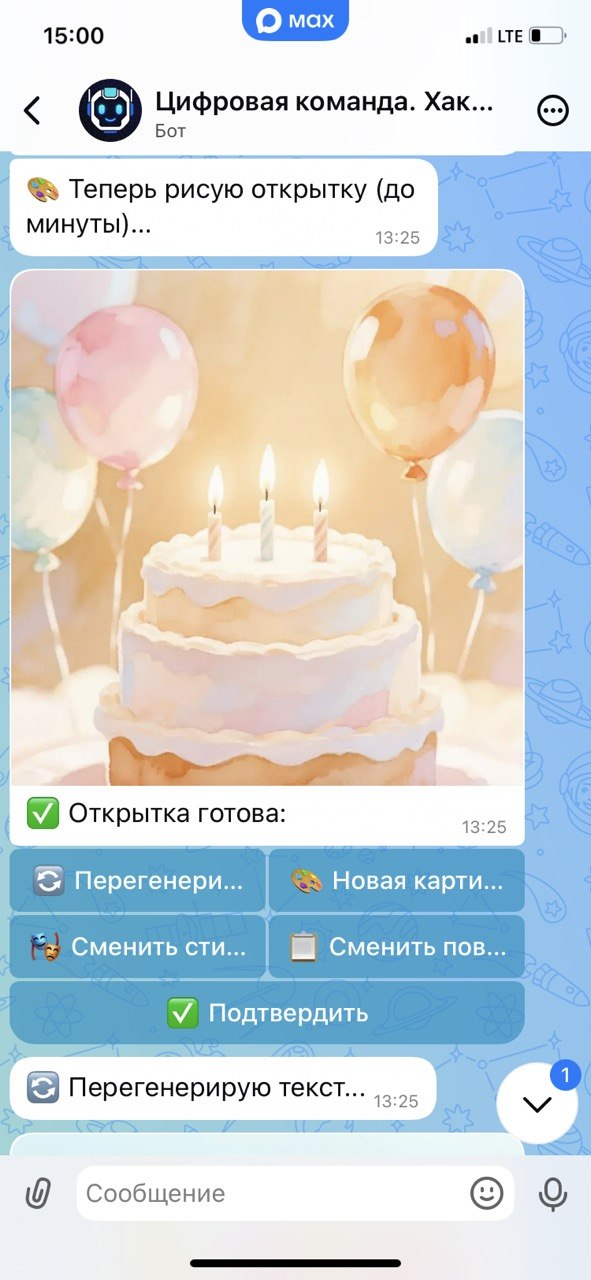 15:00
max
LTE
Цифровая команда. Хак...
Бот
🎨 Теперь рисую открытку (до
минуты)...
13:25
✅ Открытка готова:
13:25
🔄 Перегенери...
🎨 Новая карти...
🎭 Сменить сти...
📋 Сменить пов...
✅ Подтвердить
🔄 Перегенерирую текст...
13:25
1
Сообщение